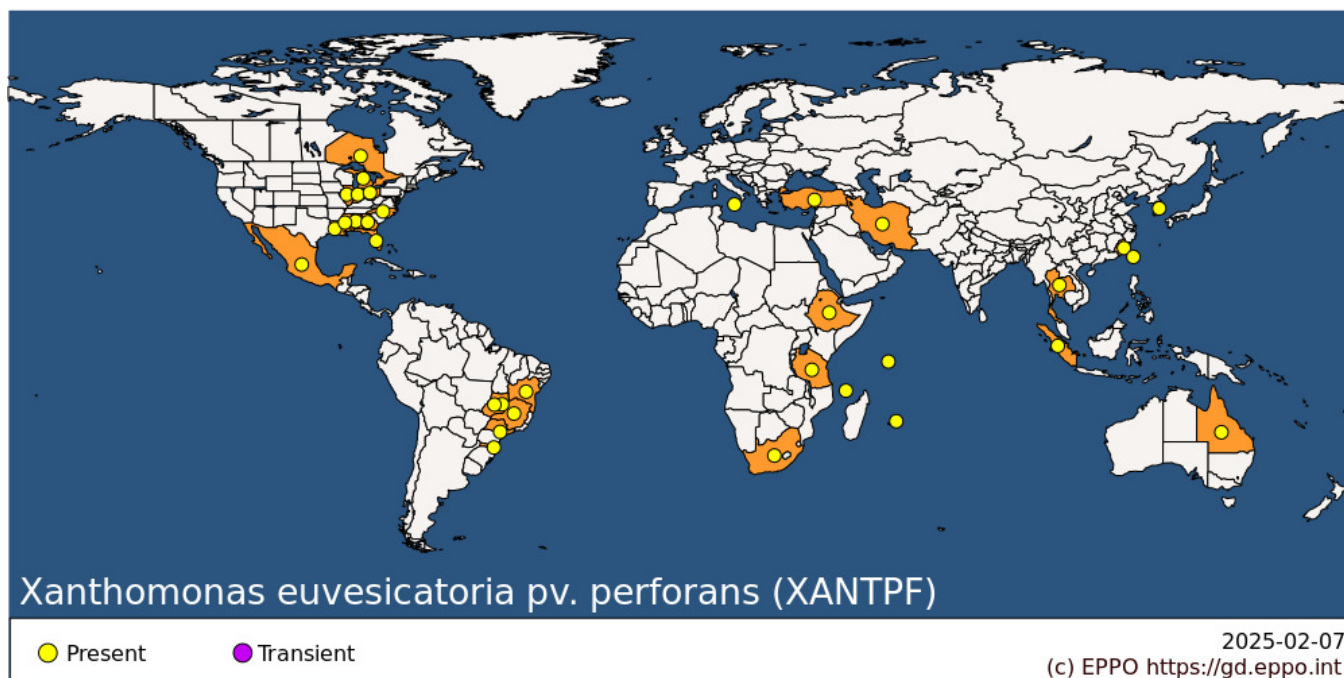 Xanthomonas euvesicatoria pv. perforans (XANTPF)
Present
Transient
2025-02-07
(c) EPPO https://gd.eppo.int